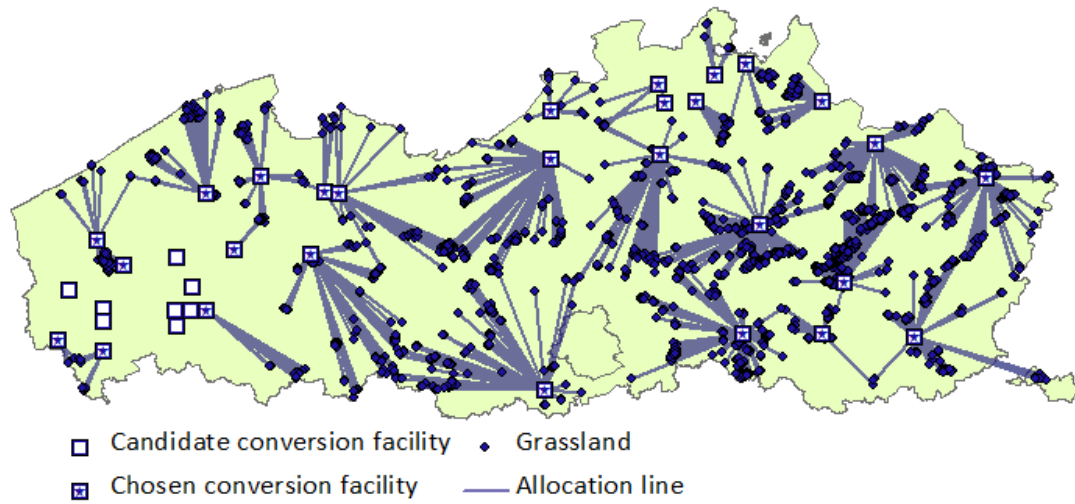 Candidate conversion facility
Grassland
Chosen conversion facility
Allocation line